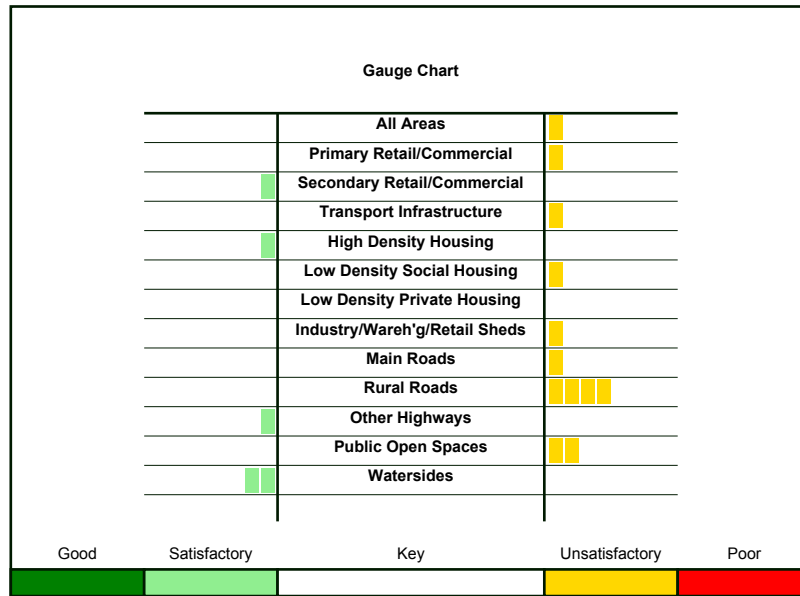 Gauge Chart
All Areas
Primary Retail/Commercial
Secondary Retail/Commercial
Transport Infrastructure
High Density Housing
Low Density Social Housing
Low Density Private Housing
Industry/Wareh'g/Retail Sheds
Main Roads
Rural Roads
Other Highways
Public Open Spaces
Watersides
Good Satisfactory Key Unsatisfactory Poor